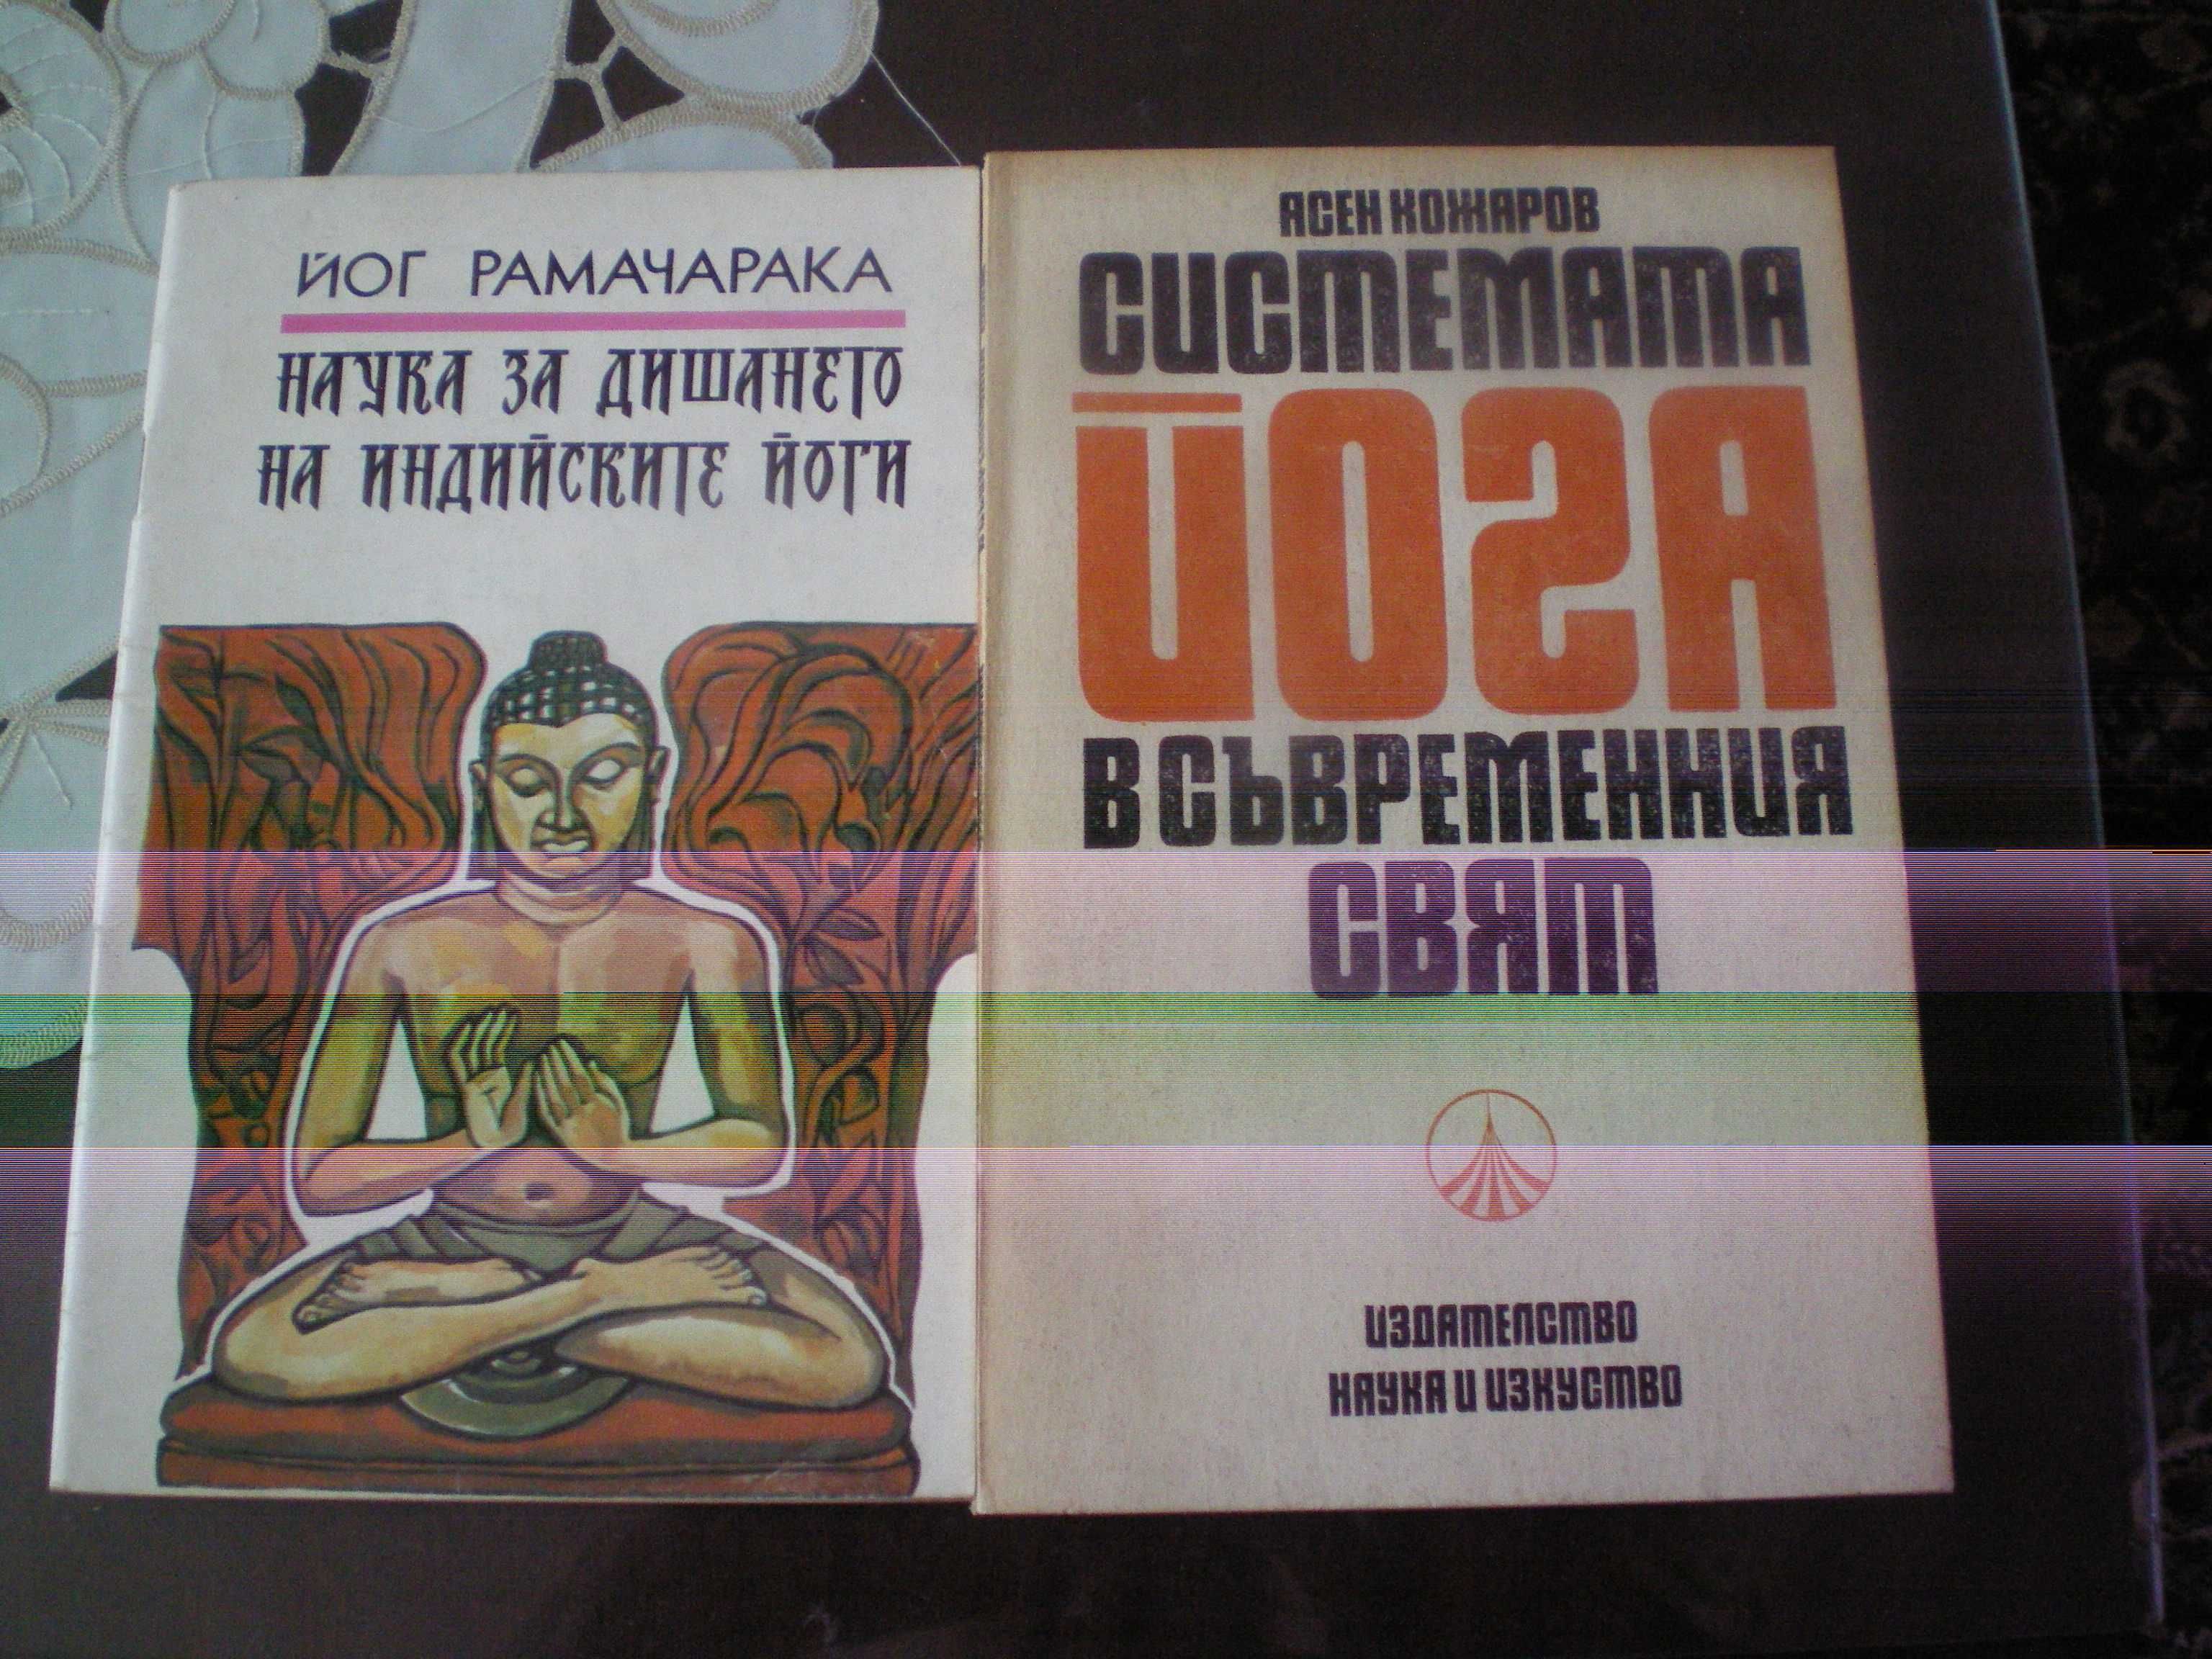 ЙОГ РАМАЧАРАКА
НАУКА ЗА ДИШАНЕТО
НА ИНДИЙСКИТЕ ЙОГИ
АСЕН КОЖАРОВ
СИСТЕМАТА
ЙОГА
В СЪВРЕМЕННИЯ
СВЯТ
ИЗДАТЕЛСТВО
НАУКА И ИЗКУСТВО